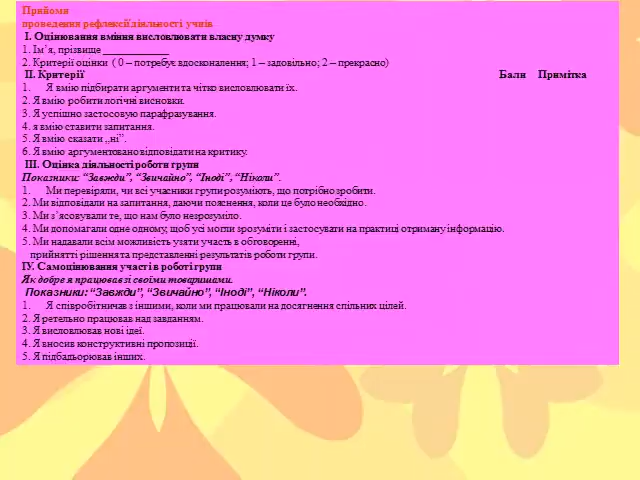 Прийоми
проведення рефлексії діяльності учнів
І. Оцінювання вміння висловлювати власну думку
1. Ім’я, прізвище ____________
2. Критерії оцінки ( 0 – потребує вдосконалення; 1 – задовільно; 2 – прекрасно)
ІІ. Критерії Бали Примітка
1. Я вмію підбирати аргументи та чітко висловлювати їх.
2. Я вмію робити логічні висновки.
3. Я успішно застосовую парафразування.
4. я вмію ставити запитання.
5. Я вмію сказати „ні”.
6. Я вмію аргументовано відповідати на критику.
ІІІ. Оцінка діяльності роботи групи
Показники: “Завжди”, “Звичайно”, “Іноді”, “Ніколи”.
1. Ми перевіряли, чи всі учасники групи розуміють, що потрібно зробити.
2. Ми відповідали на запитання, даючи пояснення, коли це було необхідно.
3. Ми з’ясовували те, що нам було незрозуміло.
4. Ми допомагали одне одному, щоб усі могли зрозуміти і застосувати на практиці отриману інформацію.
5. Ми надавали всім можливість узяти участь в обговоренні,
прийнятті рішення та представленні результатів роботи групи.
ІУ. Самоцінювання участі в роботі групи
Як добре я працював зі своїми товаришами.
Показники: “Завжди”, “Звичайно”, “Іноді”, “Ніколи”.
1. Я співробітничав з іншими, коли ми працювали на досягнення спільних цілей.
2. Я ретельно працював над завданням.
3. Я висловлював нові ідеї.
4. Я вносив конструктивні пропозиції.
5. Я підбадьорював інших.